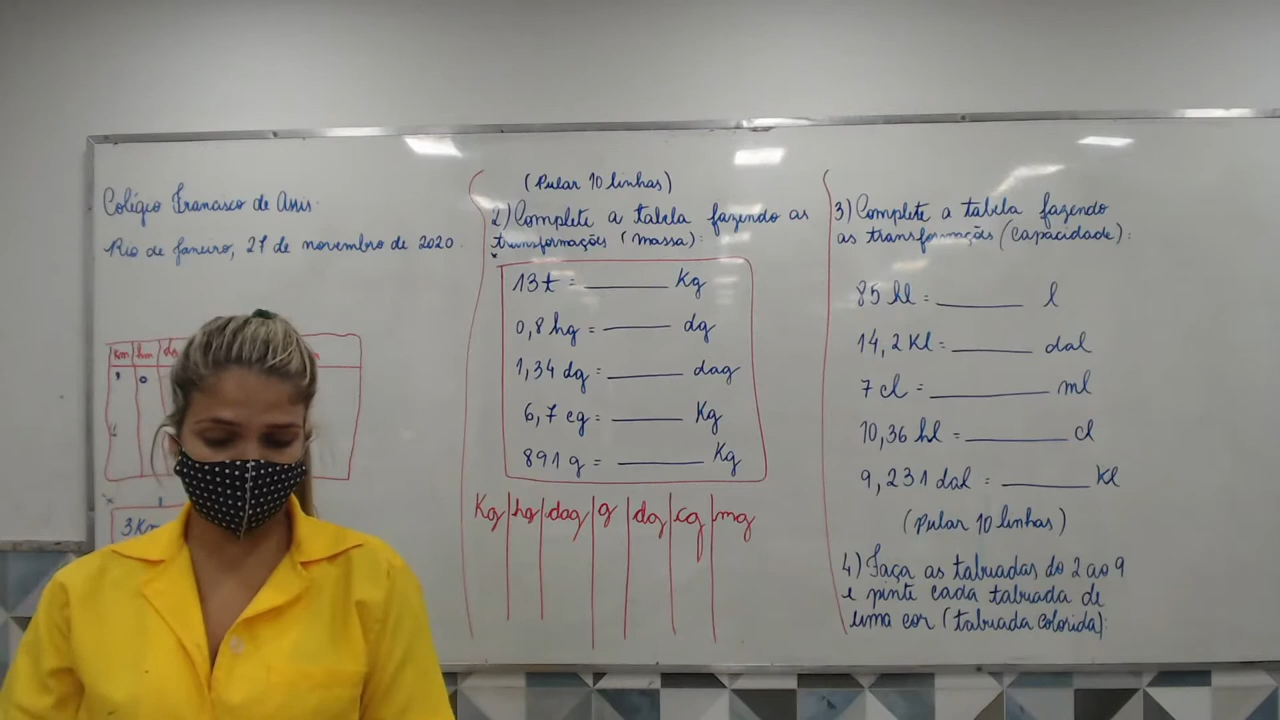 Colégio Francisco de Assis.
Rio de Janeiro, 27 de novembro de 2020.
Km hm
3 Km
(Pular 10 linhas)
2) Complete a tabela fazendo as
transformações (massa):
13 t = ______ Kg
0,8 hg = ______ dg
1,34 dg = ______ dag
6,7 cg = ______ Kg
891 g = ______ Kg
Kg hg dag g dg cg mg
3) Complete a tabela fazendo
as transformações (capacidade):
85 hl = ______ l
14,2 Kl = ______ dal
7 cl = ______ ml
10,36 hl = ______ cl
9,231 dal = ______ Kl
(Pular 10 linhas)
4) Faça as tabuadas do 2 ao 9
e pinte cada tabuada de
uma cor (tabuada colorida):